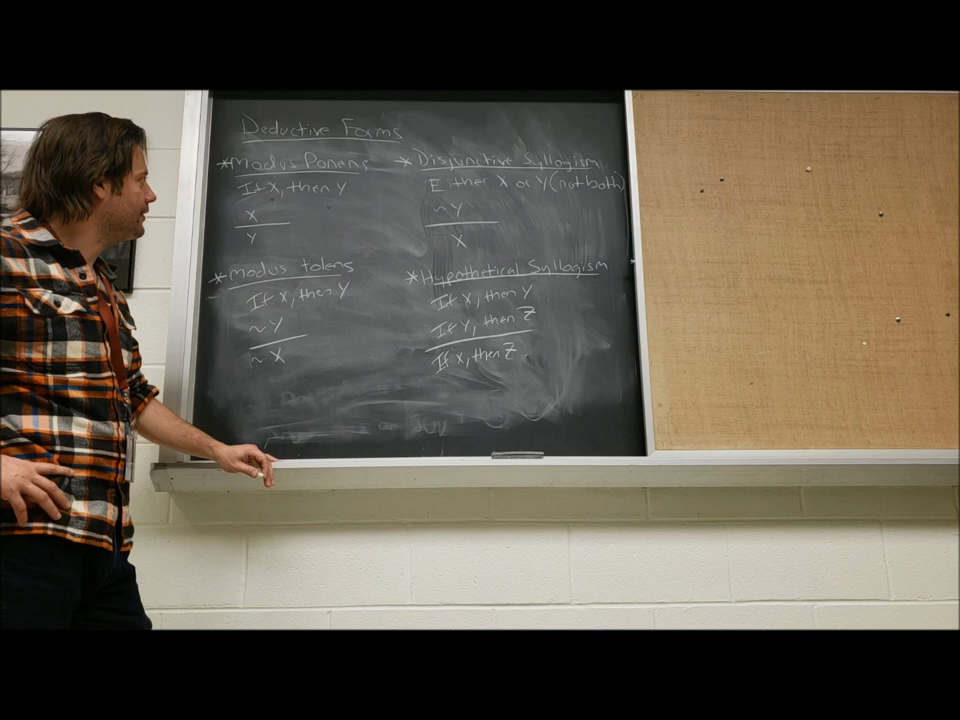 Deductive Forms
*Modus Ponens
If X, then Y
X
Y
*Modus tolens
If X, then Y
~Y
~X
*Disjunctive Syllogism
Either X or Y (not both)
~Y
X
*Hypothetical Syllogism
If X, then Y
If Y, then Z
If X, then Z